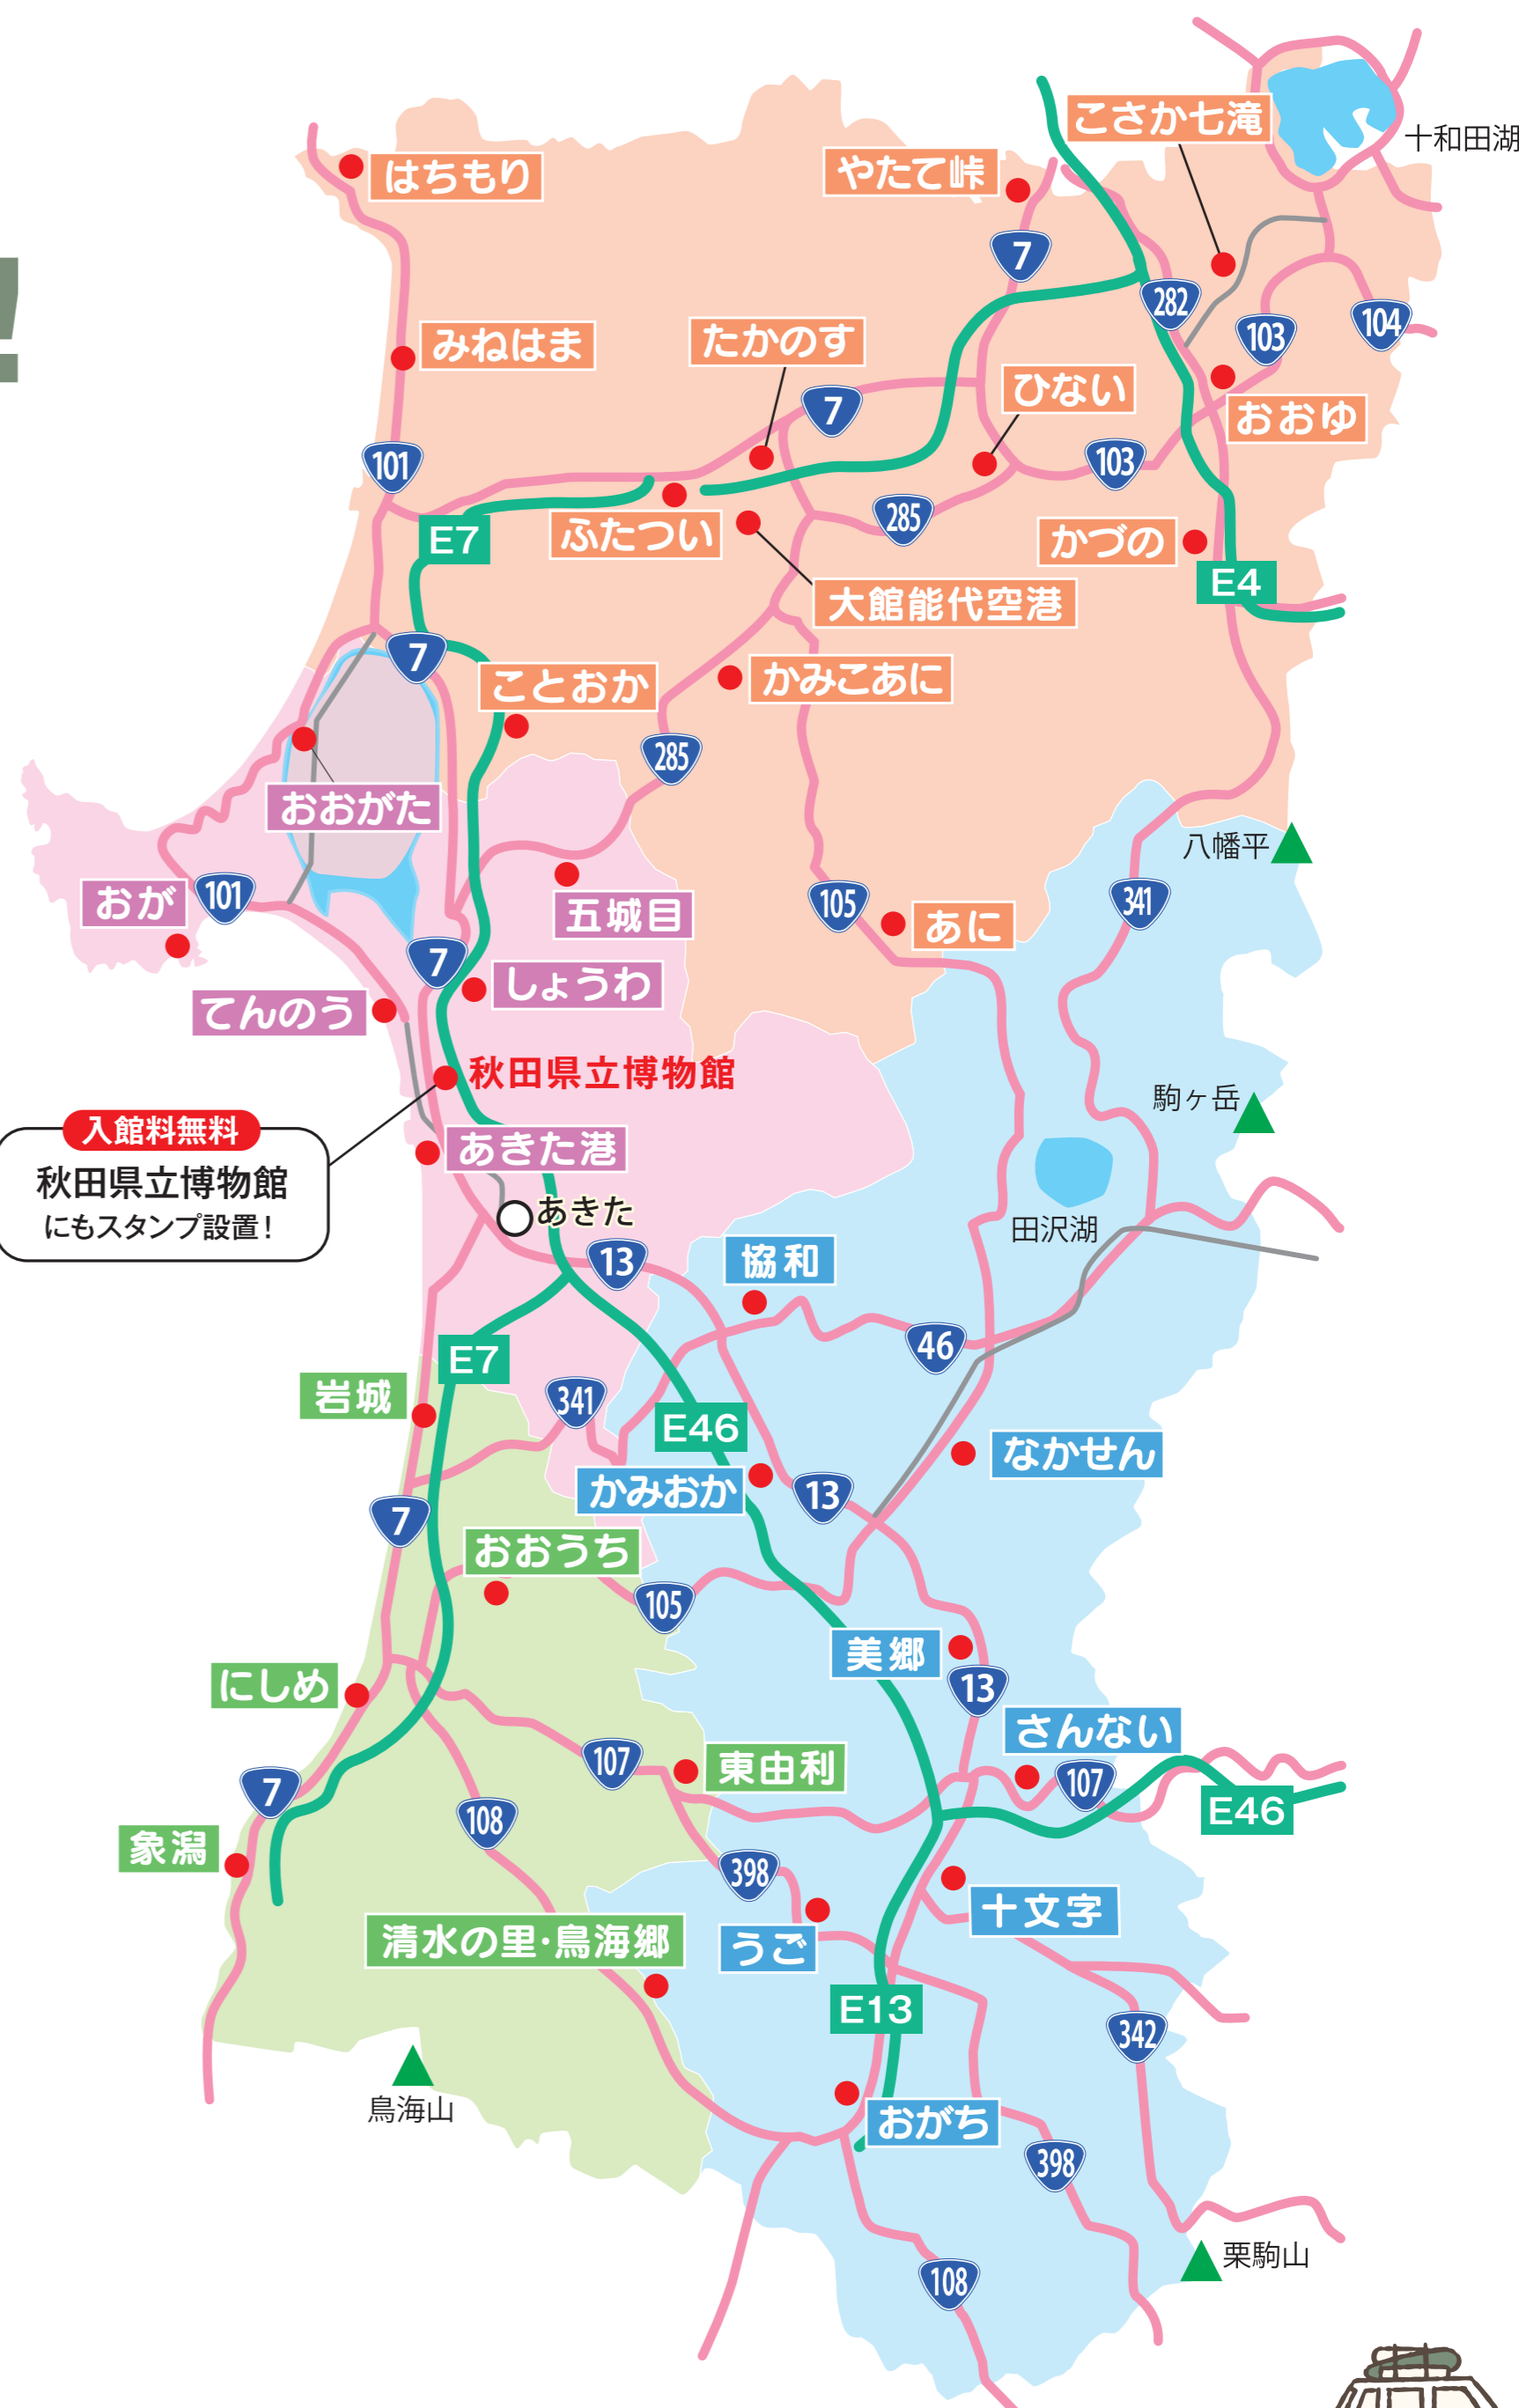 !
こさか七滝
十和田湖
はちもり
やたて峠
7
282
104
103
みねはま
たかのす
ひない
おおゆ
7
101
103
285
E7
ふたつい
かづの
E4
大館能代空港
7
ことおか
かみこあに
285
おおがた
八幡平
おが
101
五城目
105
あに
341
7
しょうわ
てんのう
秋田県立博物館
駒ヶ岳
入館料無料
秋田県立博物館
にもスタンプ設置!
あきた港
あきた
田沢湖
13
協和
46
E7
岩城
341
E46
なかせん
かみおか
13
7
おおうち
105
美郷
にしめ
13
さんない
107
東由利
107
7
E46
108
象潟
398
十文字
清水の里・鳥海郷
うご
E13
342
鳥海山
おがち
398
栗駒山
108